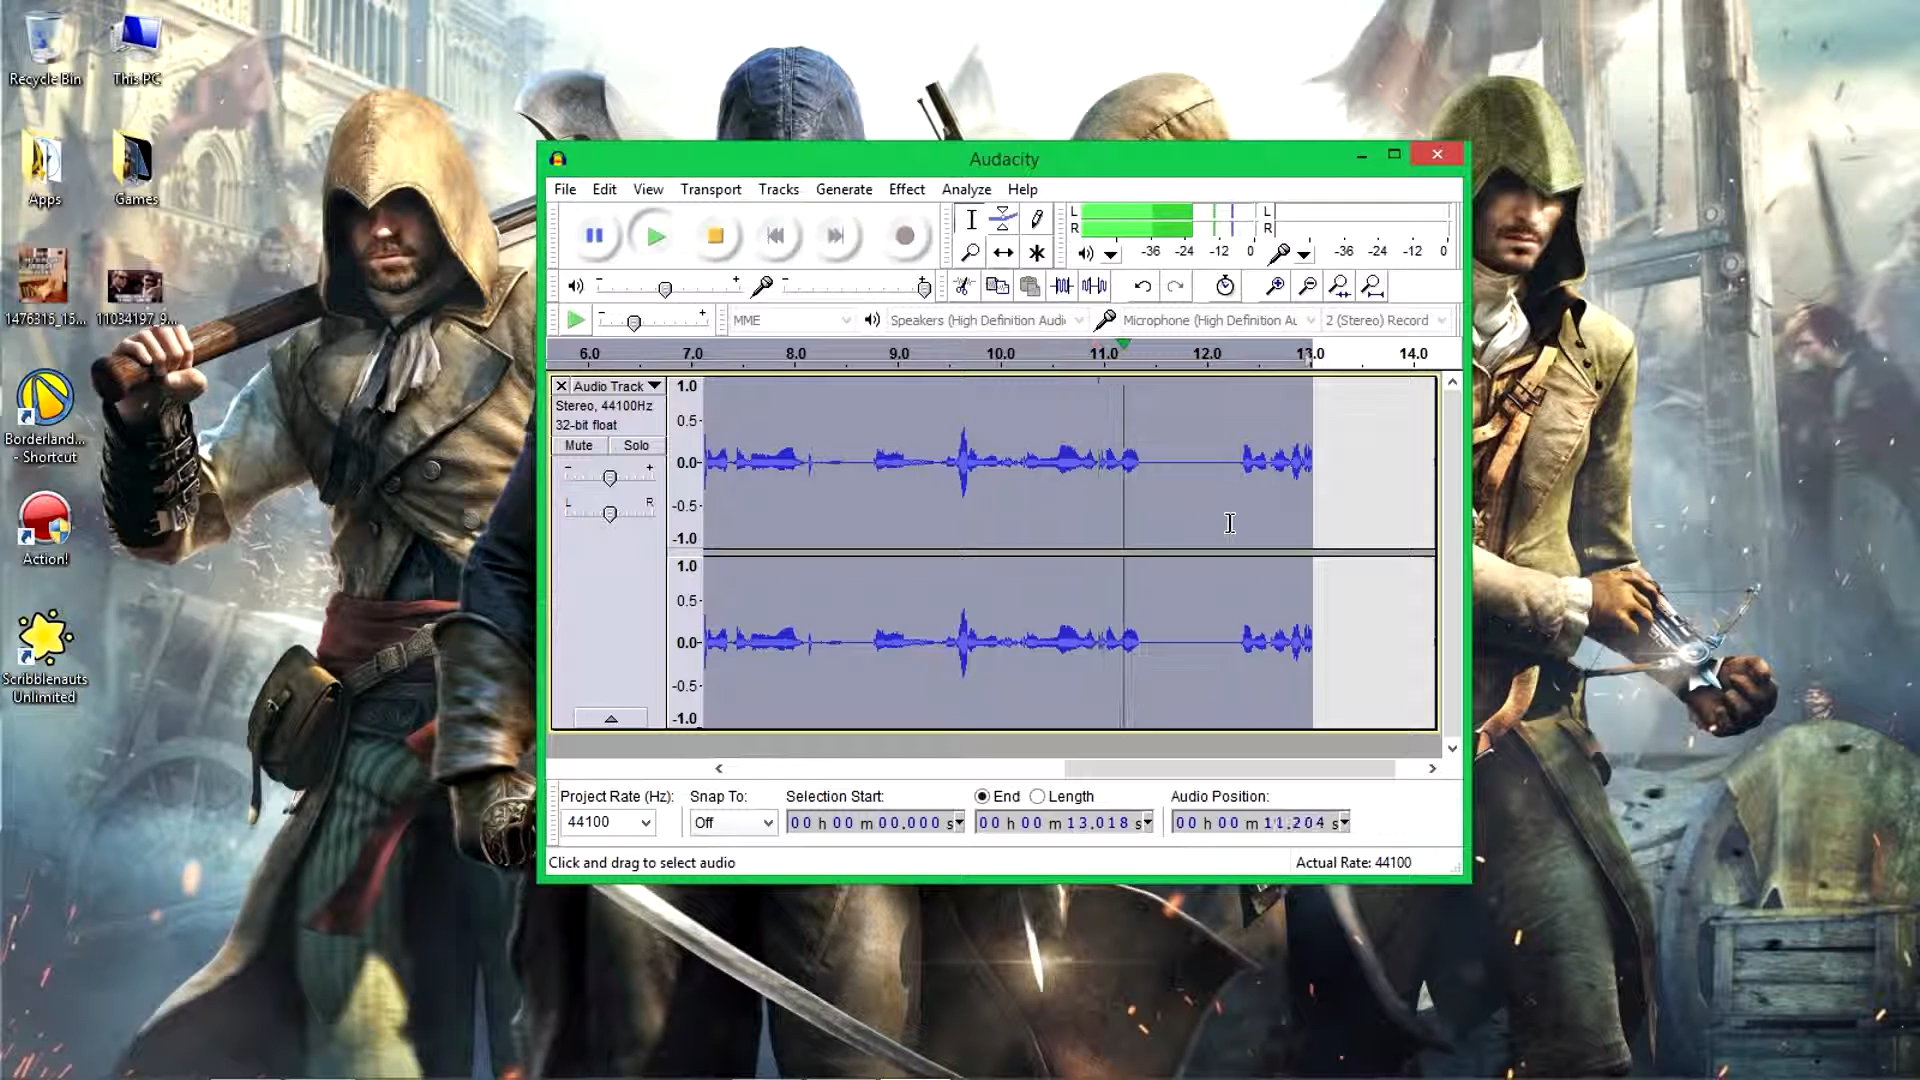 Recycle Bin
This PC
Apps
Games
1476315_15...
11034197_9...
Borderland...
- Shortcut
Action!
Scribblenauts
Unlimited
Audacity
File Edit View Transport Tracks Generate Effect Analyze Help
L
R
-36 -24 -12 0
L
R
-36 -24 -12 0
- +
- +
- +
MME
Speakers (High Definition Audi
Microphone (High Definition Au
2 (Stereo) Record
6.0 7.0 8.0 9.0 10.0 11.0 12.0 13.0 14.0
Audio Track
Stereo, 44100Hz
32-bit float
Mute Solo
- +
L R
1.0
0.5-
0.0-
-0.5-
-1.0
1.0
0.5-
0.0-
-0.5-
-1.0
Project Rate (Hz): Snap To: Selection Start: End Length Audio Position:
44100 Off 00 h 00 m 00.000 s 00 h 00 m 13.018 s 00 h 00 m 11.204 s
Click and drag to select audio
Actual Rate: 44100